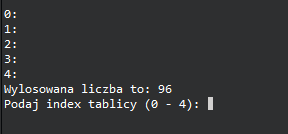 0:
1:
2:
3:
4:
Wylosowana liczba to: 96
Podaj index tablicy (0 - 4):